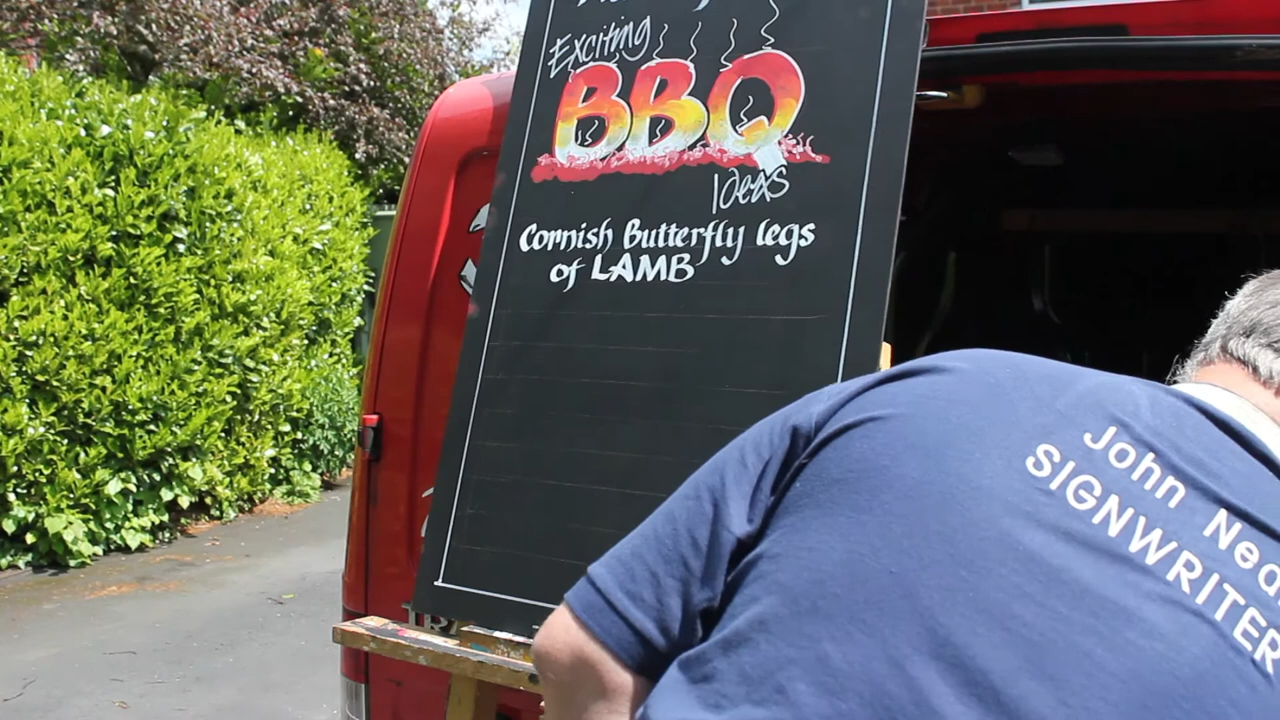 Exciting
BBQ
Ideas
Cornish Butterfly legs
of LAMB
John
SIGNWRITER